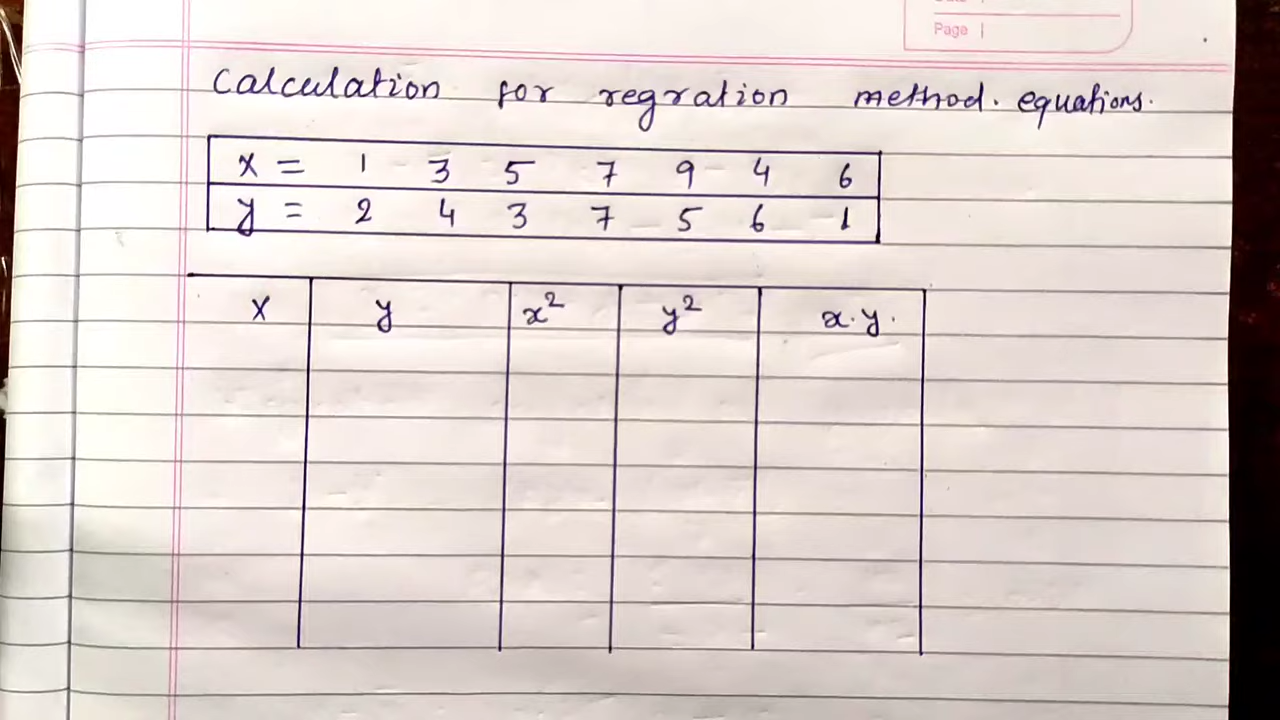 Page
Calculation for regration method. equations.
x = 1 3 5 7 9 4 6
y = 2 4 3 7 5 6 1
x y x² y² x.y.